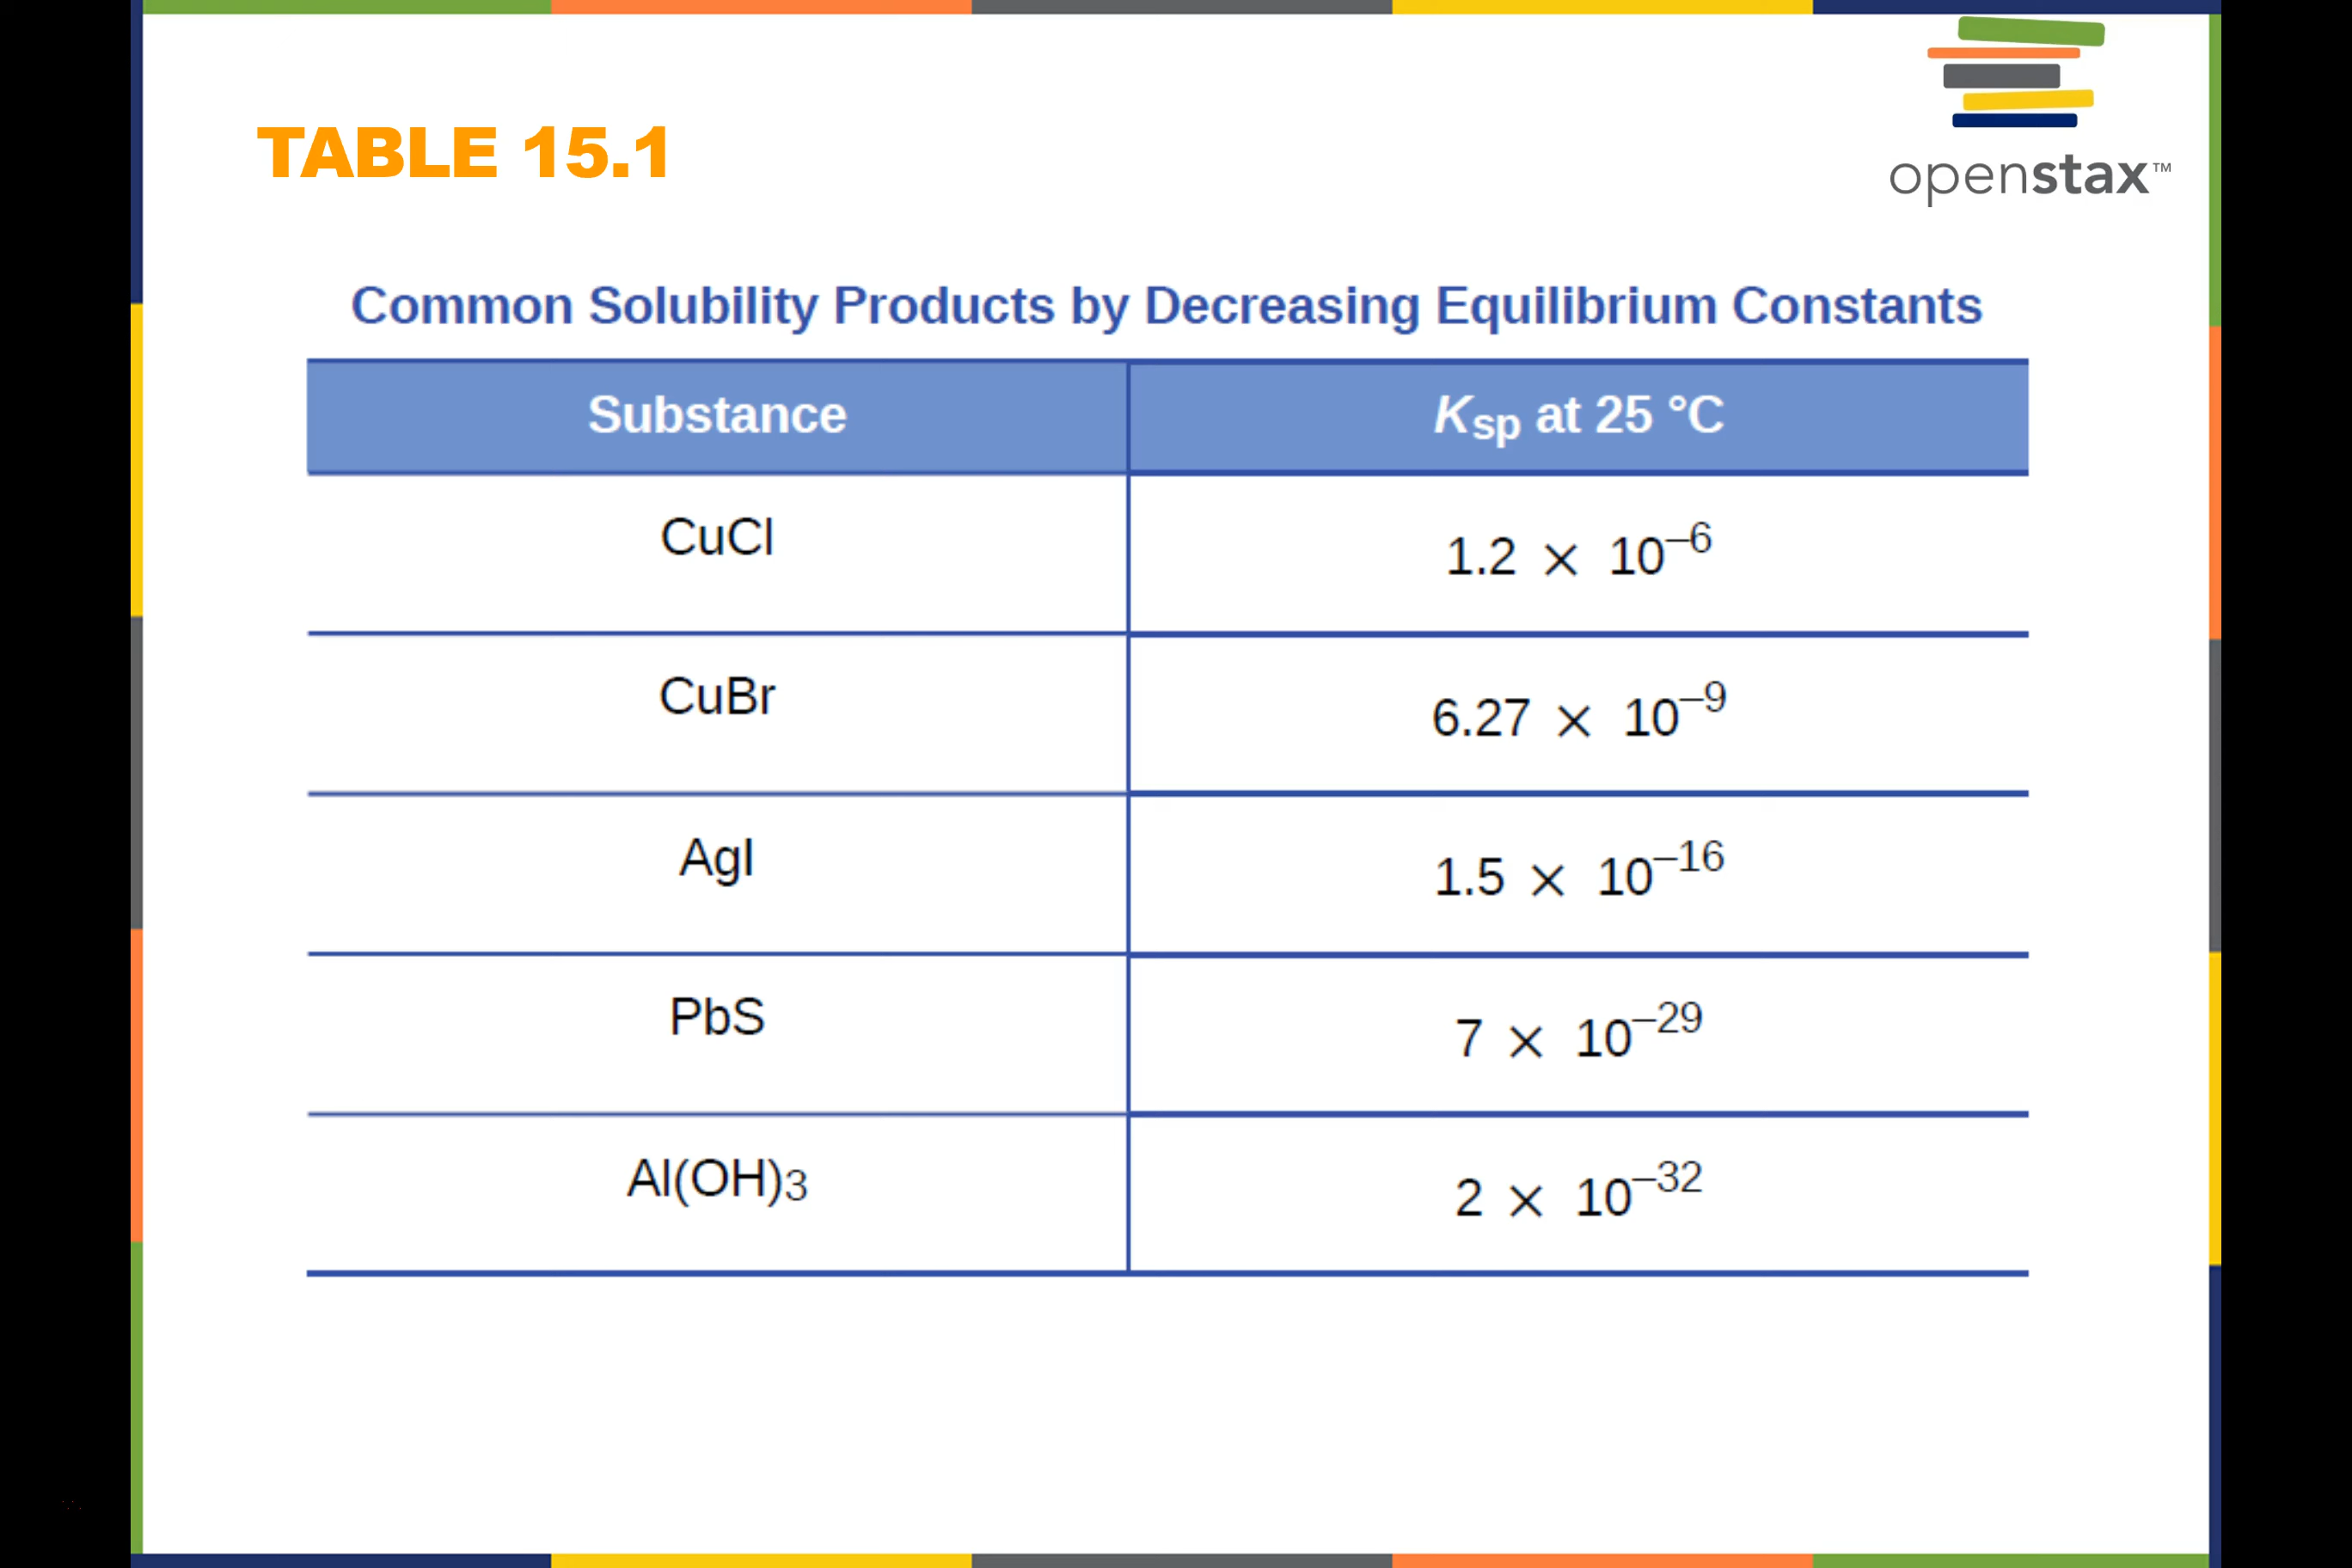 openstax™
TABLE 15.1
Common Solubility Products by Decreasing Equilibrium Constants
Substance Ksp at 25 °C
CuCl 1.2 × 10⁻⁶
CuBr 6.27 × 10⁻⁹
AgI 1.5 × 10⁻¹⁶
PbS 7 × 10⁻²⁹
Al(OH)₃ 2 × 10⁻³²